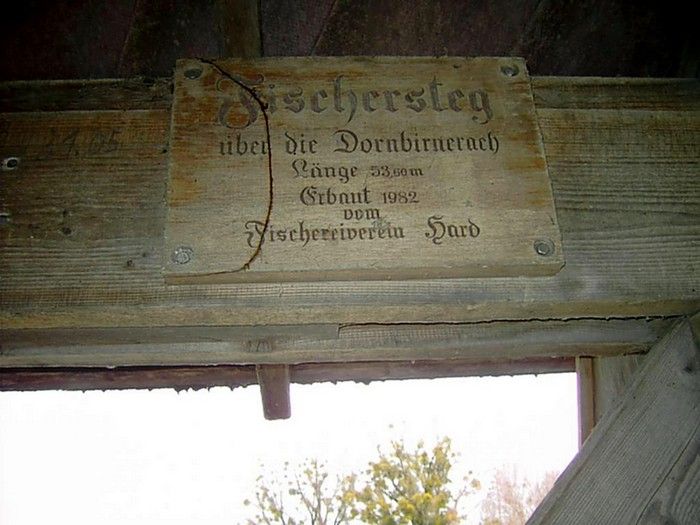 Fischersteg
über die Dornbirnerach
Länge 53,60 m
Erbaut 1982
vom
Fischereiverein Hard